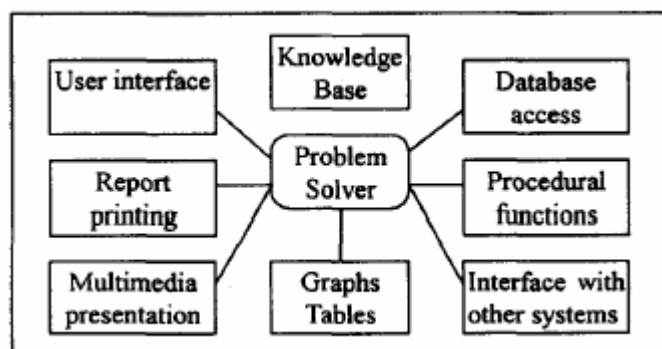 User interface
Knowledge
Base
Database
access
Problem
Solver
Report
printing
Procedural
functions
Multimedia
presentation
Graphs
Tables
Interface with
other systems